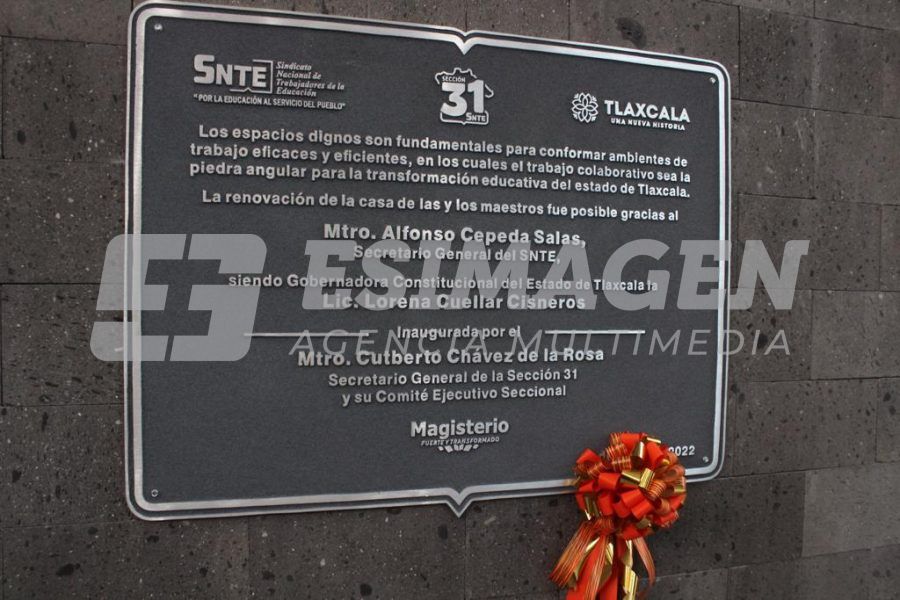 SNTE
Sindicato
Nacional de
Trabajadores de la
Educación
"POR LA EDUCACIÓN AL SERVICIO DEL PUEBLO"
SECCIÓN
31
SNTE
TLAXCALA
UNA NUEVA HISTORIA
Los espacios dignos son fundamentales para conformar ambientes de
trabajo eficaces y eficientes, en los cuales el trabajo colaborativo sea la
piedra angular para la transformación educativa del estado de Tlaxcala.
La renovación de la casa de las y los maestros fue posible gracias al
Mtro. Alfonso Cepeda Salas,
Secretario General del SNTE,
siendo Gobernadora Constitucional del Estado de Tlaxcala la
Lic. Lorena Cuellar Cisneros
Inaugurada por el
Mtro. Cutberto Chávez de la Rosa
Secretario General de la Sección 31
y su Comité Ejecutivo Seccional
Magisterio
FUERTE Y TRANSFORMADO
2022
ESIMAGEN
AGENCIA MULTIMEDIA